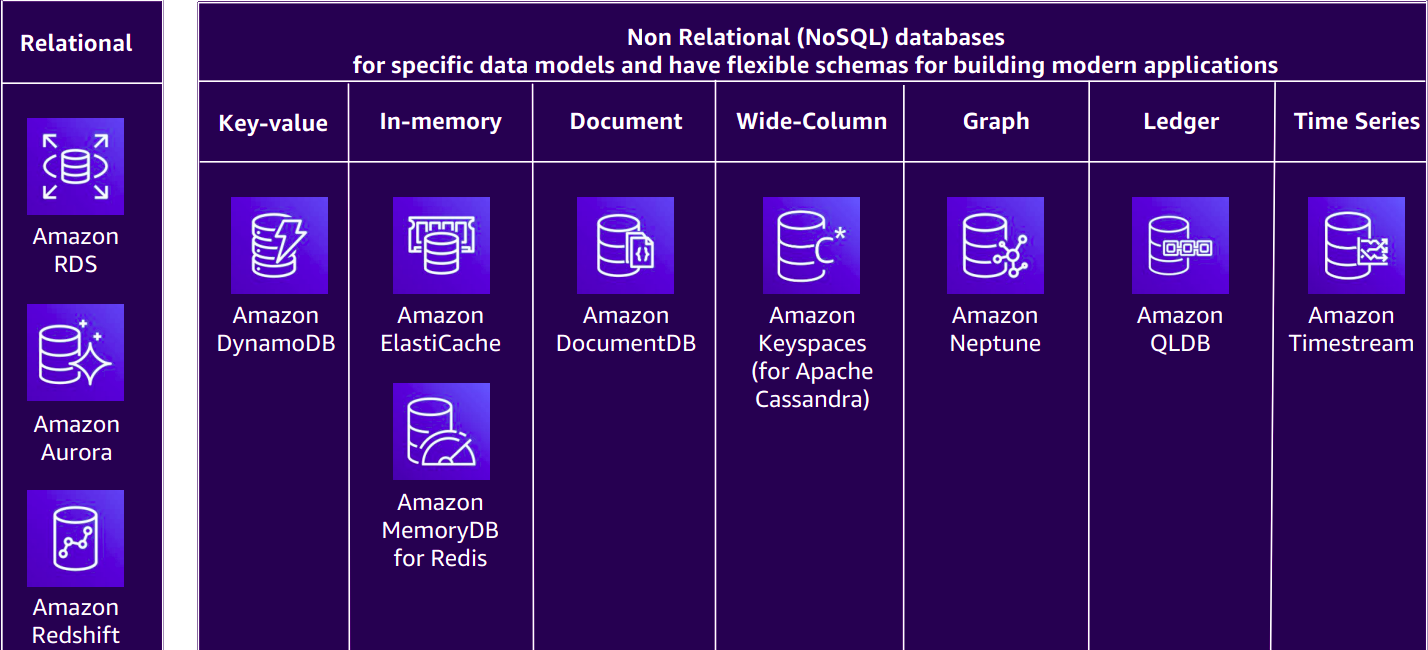 Relational
Amazon
RDS
Amazon
Aurora
Amazon
Redshift
Non Relational (NoSQL) databases
for specific data models and have flexible schemas for building modern applications
Key-value
Amazon
DynamoDB
In-memory
Amazon
ElastiCache
Amazon
MemoryDB
for Redis
Document
Amazon
DocumentDB
Wide-Column
C*
Amazon
Keyspaces
(for Apache
Cassandra)
Graph
Amazon
Neptune
Ledger
Amazon
QLDB
Time Series
Amazon
Timestream